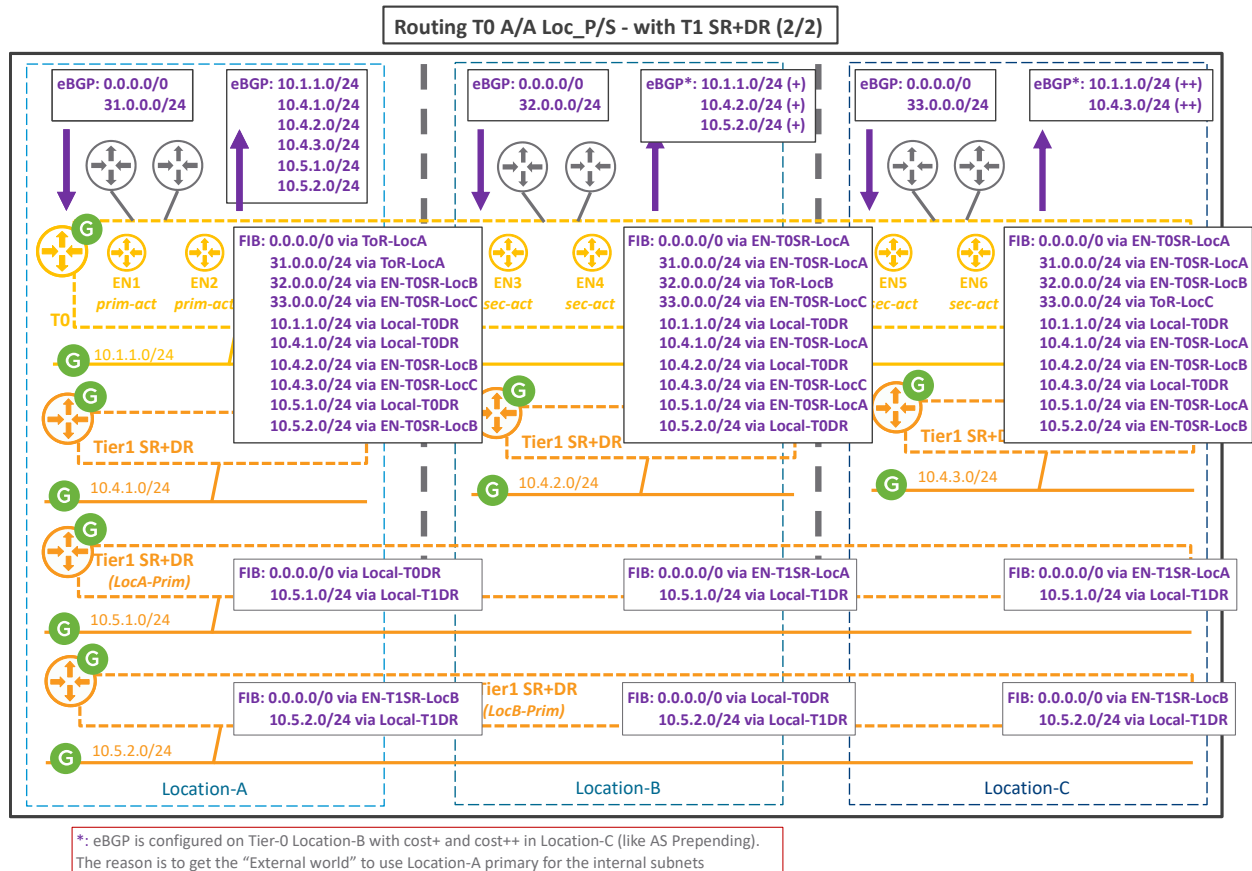 Routing T0 A/A Loc_P/S - with T1 SR+DR (2/2)
eBGP: 0.0.0.0/0
31.0.0.0/24
eBGP: 10.1.1.0/24
10.4.1.0/24
10.4.2.0/24
10.4.3.0/24
10.5.1.0/24
10.5.2.0/24
eBGP: 0.0.0.0/0
32.0.0.0/24
eBGP*: 10.1.1.0/24 (+)
10.4.2.0/24 (+)
10.5.2.0/24 (+)
eBGP: 0.0.0.0/0
33.0.0.0/24
eBGP*: 10.1.1.0/24 (++)
10.4.3.0/24 (++)
G
EN1
prim-act
EN2
prim-act
T0
FIB: 0.0.0.0/0 via ToR-LocA
31.0.0.0/24 via ToR-LocA
32.0.0.0/24 via EN-T0SR-LocB
33.0.0.0/24 via EN-T0SR-LocC
10.1.1.0/24 via Local-T0DR
10.4.1.0/24 via Local-T0DR
10.4.2.0/24 via EN-T0SR-LocB
10.4.3.0/24 via EN-T0SR-LocC
10.5.1.0/24 via Local-T0DR
10.5.2.0/24 via EN-T0SR-LocB
EN3
sec-act
EN4
sec-act
FIB: 0.0.0.0/0 via EN-T0SR-LocA
31.0.0.0/24 via EN-T0SR-LocA
32.0.0.0/24 via ToR-LocB
33.0.0.0/24 via EN-T0SR-LocC
10.1.1.0/24 via Local-T0DR
10.4.1.0/24 via EN-T0SR-LocA
10.4.2.0/24 via Local-T0DR
10.4.3.0/24 via EN-T0SR-LocC
10.5.1.0/24 via EN-T0SR-LocA
10.5.2.0/24 via Local-T0DR
EN5
sec-act
EN6
sec-act
FIB: 0.0.0.0/0 via EN-T0SR-LocA
31.0.0.0/24 via EN-T0SR-LocA
32.0.0.0/24 via EN-T0SR-LocB
33.0.0.0/24 via ToR-LocC
10.1.1.0/24 via Local-T0DR
10.4.1.0/24 via EN-T0SR-LocA
10.4.2.0/24 via EN-T0SR-LocB
10.4.3.0/24 via Local-T0DR
10.5.1.0/24 via EN-T0SR-LocA
10.5.2.0/24 via EN-T0SR-LocB
G
10.1.1.0/24
G
Tier1 SR+DR
G
10.4.1.0/24
G
Tier1 SR+DR
G
10.4.2.0/24
G
Tier1 SR+D
G
10.4.3.0/24
G
Tier1 SR+DR
(LocA-Prim)
FIB: 0.0.0.0/0 via Local-T0DR
10.5.1.0/24 via Local-T1DR
FIB: 0.0.0.0/0 via EN-T1SR-LocA
10.5.1.0/24 via Local-T1DR
FIB: 0.0.0.0/0 via EN-T1SR-LocA
10.5.1.0/24 via Local-T1DR
G
10.5.1.0/24
G
FIB: 0.0.0.0/0 via EN-T1SR-LocB
10.5.2.0/24 via Local-T1DR
Tier1 SR+DR
(LocB-Prim)
FIB: 0.0.0.0/0 via Local-T0DR
10.5.2.0/24 via Local-T1DR
FIB: 0.0.0.0/0 via EN-T1SR-LocB
10.5.2.0/24 via Local-T1DR
G
10.5.2.0/24
Location-A
Location-B
Location-C
*: eBGP is configured on Tier-0 Location-B with cost+ and cost++ in Location-C (like AS Prepending).
The reason is to get the “External world” to use Location-A primary for the internal subnets